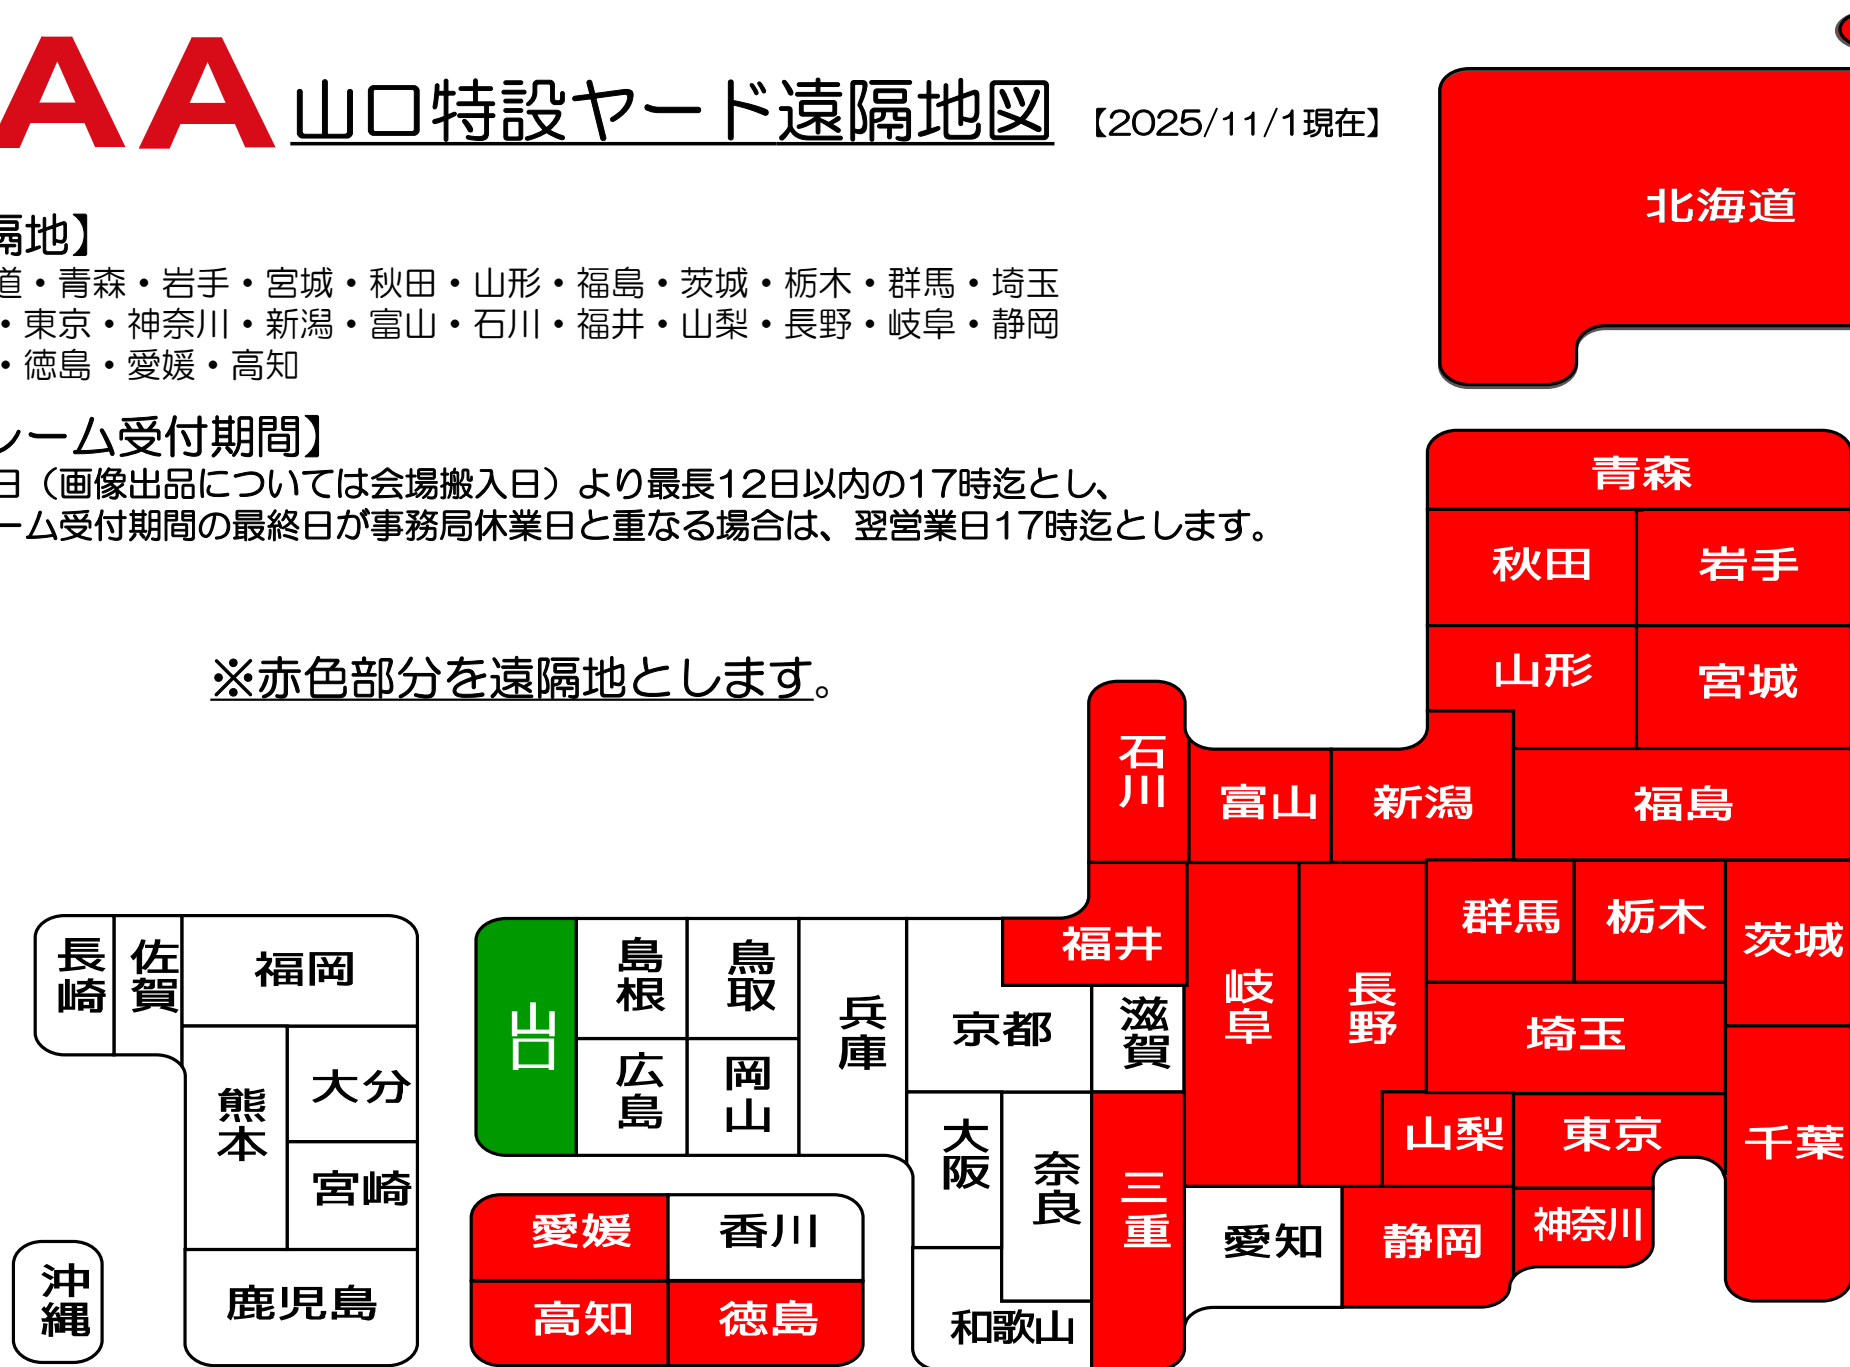 AA 山口特設ヤード遠隔地図 【2025/11/1現在】
隔地】
道・青森・岩手・宮城・秋田・山形・福島・茨城・栃木・群馬・埼玉
・東京・神奈川・新潟・富山・石川・福井・山梨・長野・岐阜・静岡
・徳島・愛媛・高知
レーム受付期間】
日（画像出品については会場搬入日）より最長12日以内の17時迄とし、
ーム受付期間の最終日が事務局休業日と重なる場合は、翌営業日17時迄とします。
※赤色部分を遠隔地とします。
北海道
青森
秋田
岩手
山形
宮城
石川
富山
新潟
福島
福井
岐阜
長野
群馬
栃木
茨城
埼玉
山梨
東京
千葉
神奈川
静岡
愛知
三重
滋賀
京都
兵庫
大阪
奈良
和歌山
鳥取
島根
岡山
広島
山口
愛媛
香川
高知
徳島
福岡
佐賀
長崎
熊本
大分
宮崎
鹿児島
沖縄